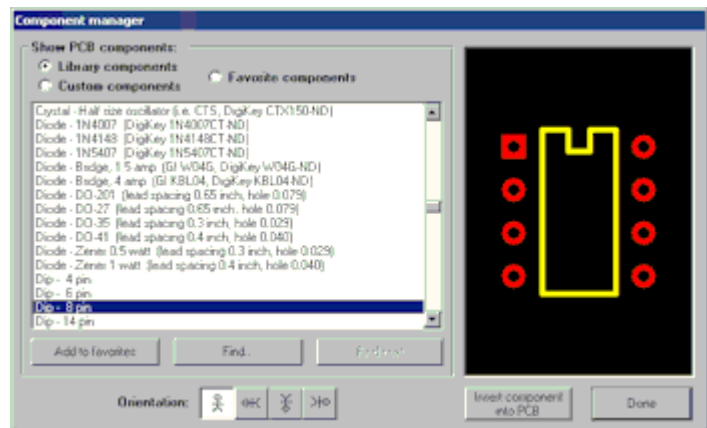 Component manager
Show PCB components:
Library components
Favorite components
Custom components
Crystal - Half size oscillator (i.e. CTS, DigiKey CTX150-ND)
Diode - 1N4007 (DigiKey 1N4007CT-ND)
Diode - 1N4148 (DigiKey 1N4148CT-ND)
Diode - 1N5407 (DigiKey 1N5407CT-ND)
Diode - Bridge, 1.5 amp (GI W04G, DigiKey W04G-ND)
Diode - Bridge, 4 amp (GI KBL04, DigiKey KBL04-ND)
Diode - DO-201 (lead spacing 0.65 inch, hole 0.079)
Diode - DO-27 (lead spacing 0.65 inch, hole 0.079)
Diode - DO-35 (lead spacing 0.3 inch, hole 0.029)
Diode - DO-41 (lead spacing 0.4 inch, hole 0.040)
Diode - Zener 0.5 watt (lead spacing 0.3 inch, hole 0.029)
Diode - Zener 1 watt (lead spacing 0.4 inch, hole 0.040)
Dip - 4 pin
Dip - 6 pin
Dip - 8 pin
Dip - 14 pin
Add to favorites
Find..
Find next
Orientation:
Insert component
into PCB
Done